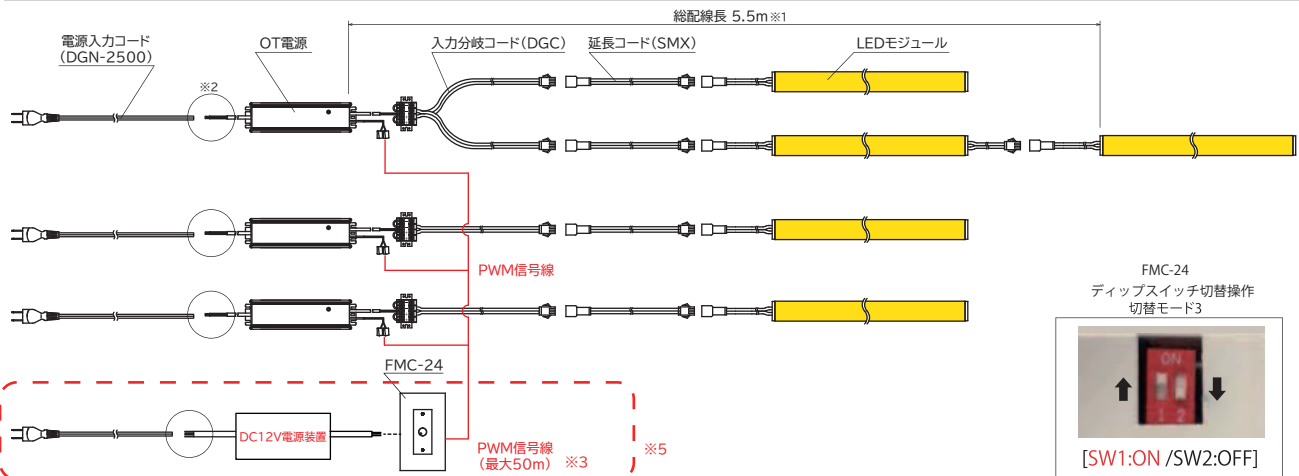 総配線長 5.5m※1
電源入力コード
(DGN-2500)
OT電源
入力分岐コード(DGC)
延長コード(SMX)
LEDモジュール
※2
PWM信号線
FMC-24
ディップスイッチ切替操作
切替モード3
ON
1 2
[SW1:ON /SW2:OFF]
FMC-24
DC12V電源装置
PWM信号線
(最大50m) ※3
※5